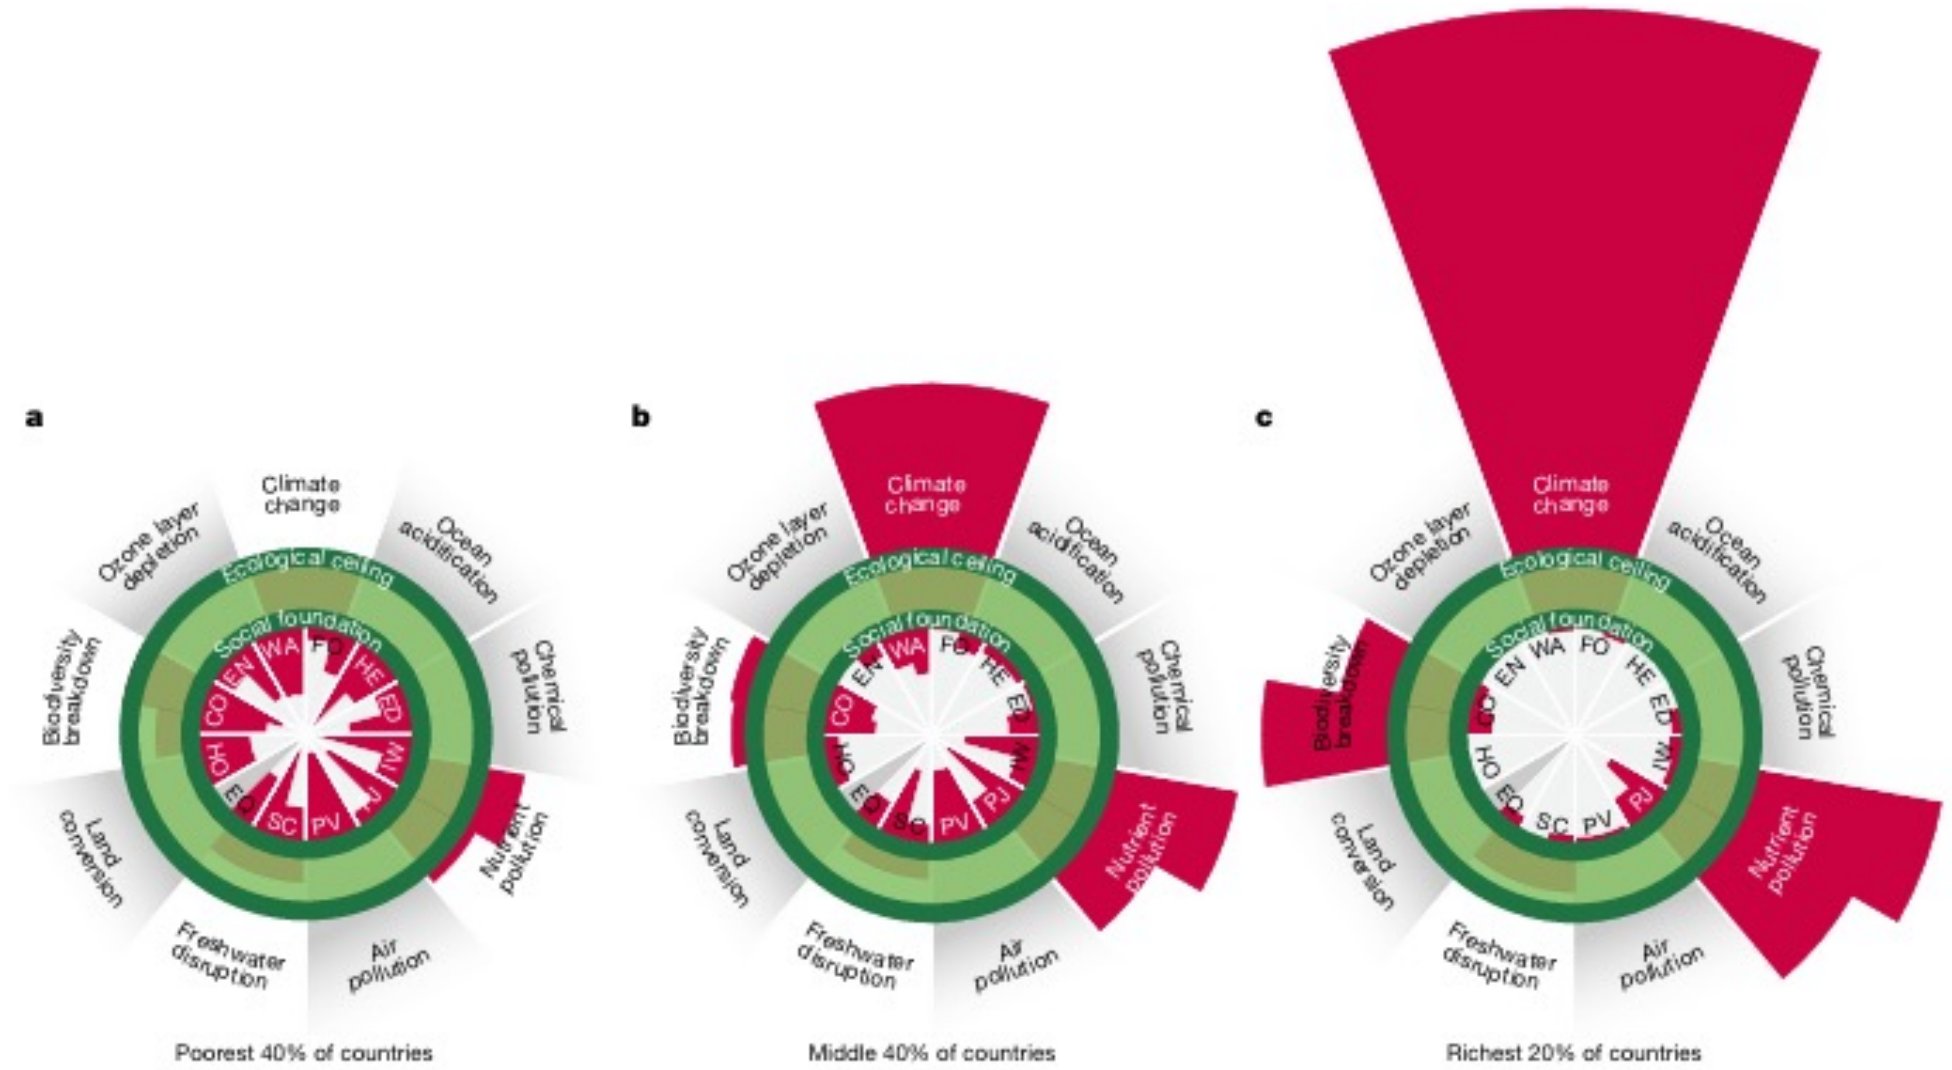 a
Climate
change
Ozone layer
depletion
Ocean
acidification
Ecological ceiling
Social foundation
Biodiversity
breakdown
Chemical
pollution
WA
FO
EN
HE
CO
ED
HO
IW
EQ
PJ
SC
PV
Nutrient
pollution
Land
conversion
Freshwater
disruption
Air
pollution
Poorest 40% of countries
b
Climate
change
Ozone layer
depletion
Ocean
acidification
Ecological ceiling
Social foundation
Biodiversity
breakdown
Chemical
pollution
WA
FO
EN
HE
CO
ED
HO
IW
EQ
PJ
SC
PV
Nutrient
pollution
Land
conversion
Freshwater
disruption
Air
pollution
Middle 40% of countries
c
Climate
change
Ozone layer
depletion
Ocean
acidification
Ecological ceiling
Social foundation
Biodiversity
breakdown
Chemical
pollution
WA
FO
EN
HE
CO
ED
HO
IW
EQ
PJ
SC
PV
Nutrient
pollution
Land
conversion
Freshwater
disruption
Air
pollution
Richest 20% of countries